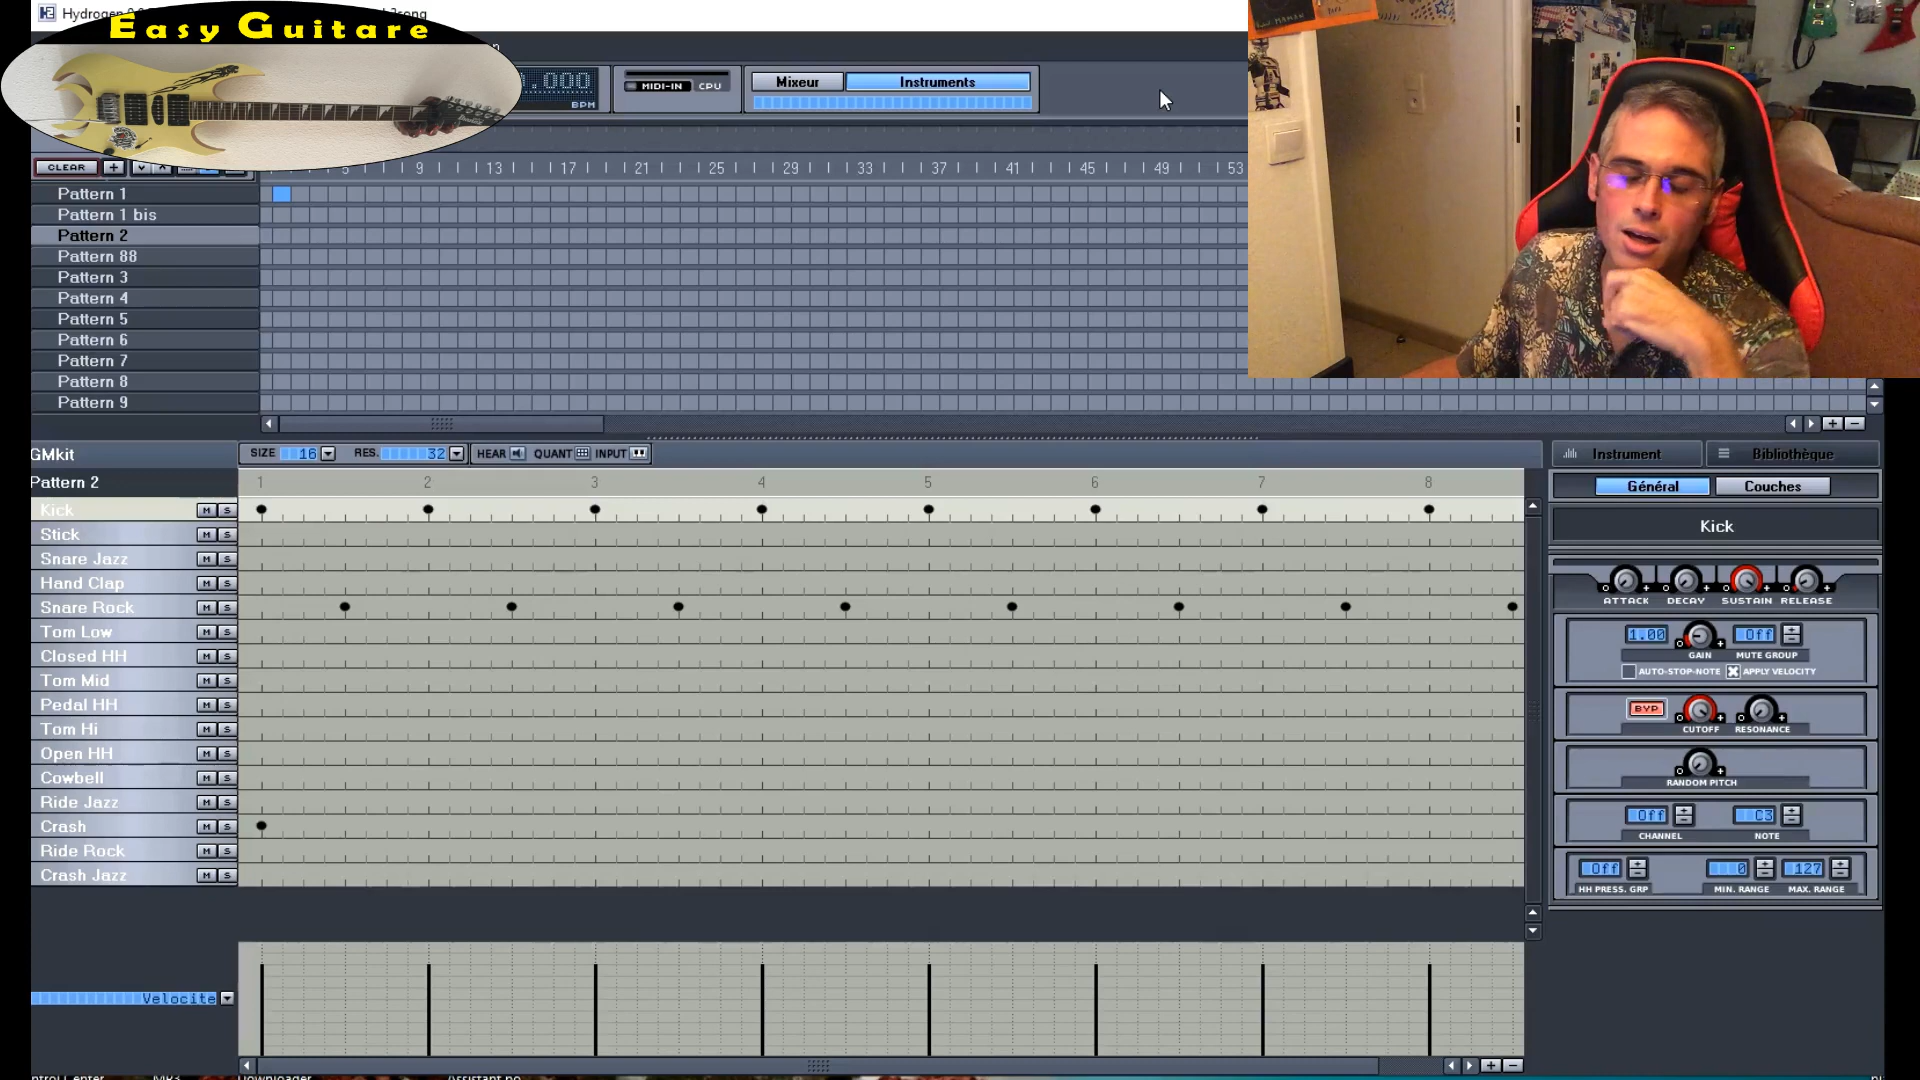 Hydrogen
song
Easy Guitare
.000
BPM
MIDI-IN CPU
Mixeur Instruments
CLEAR
5 9 13 17 21 25 29 33 37 41 45 49 53
Pattern 1
Pattern 1 bis
Pattern 2
Pattern 88
Pattern 3
Pattern 4
Pattern 5
Pattern 6
Pattern 7
Pattern 8
Pattern 9
GMkit
SIZE 16 RES. 32 HEAR QUANT INPUT
Pattern 2
1 2 3 4 5 6 7 8
Kick M S
Stick M S
Snare Jazz M S
Hand Clap M S
Snare Rock M S
Tom Low M S
Closed HH M S
Tom Mid M S
Pedal HH M S
Tom Hi M S
Open HH M S
Cowbell M S
Ride Jazz M S
Crash M S
Ride Rock M S
Crash Jazz M S
Velocite
Instrument Bibliothèque
Général Couches
Kick
ATTACK DECAY SUSTAIN RELEASE
1.00 Off
GAIN MUTE GROUP
AUTO-STOP-NOTE APPLY VELOCITY
BYP
CUTOFF RESONANCE
RANDOM PITCH
Off C3
CHANNEL NOTE
Off 0 127
HH PRESS. GRP MIN. RANGE MAX. RANGE